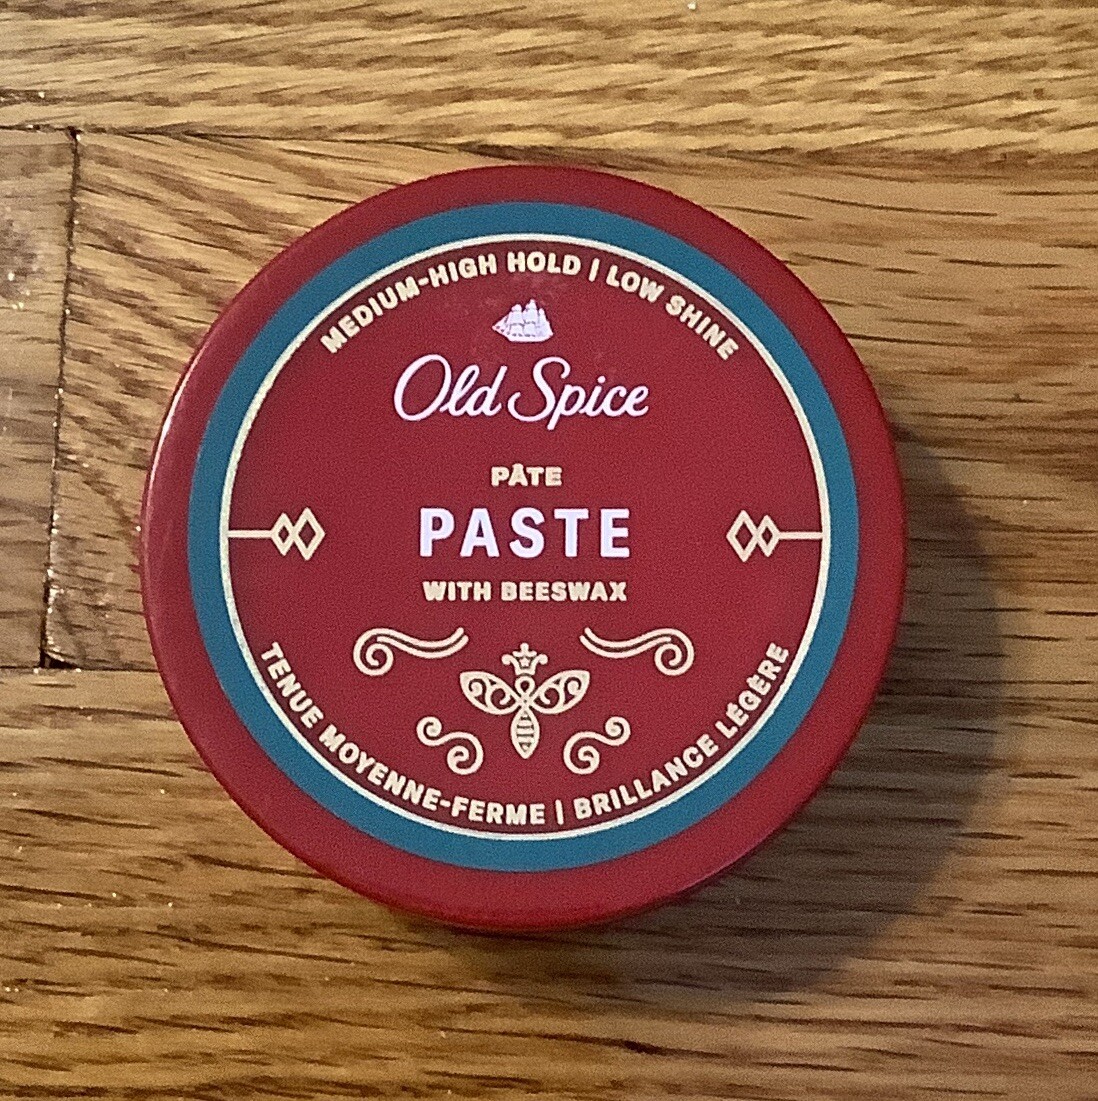 MEDIUM-HIGH HOLD | LOW SHINE
Old Spice
PÂTE
PASTE
WITH BEESWAX
TENUE MOYENNE-FERME | BRILLANCE LÉGÈRE